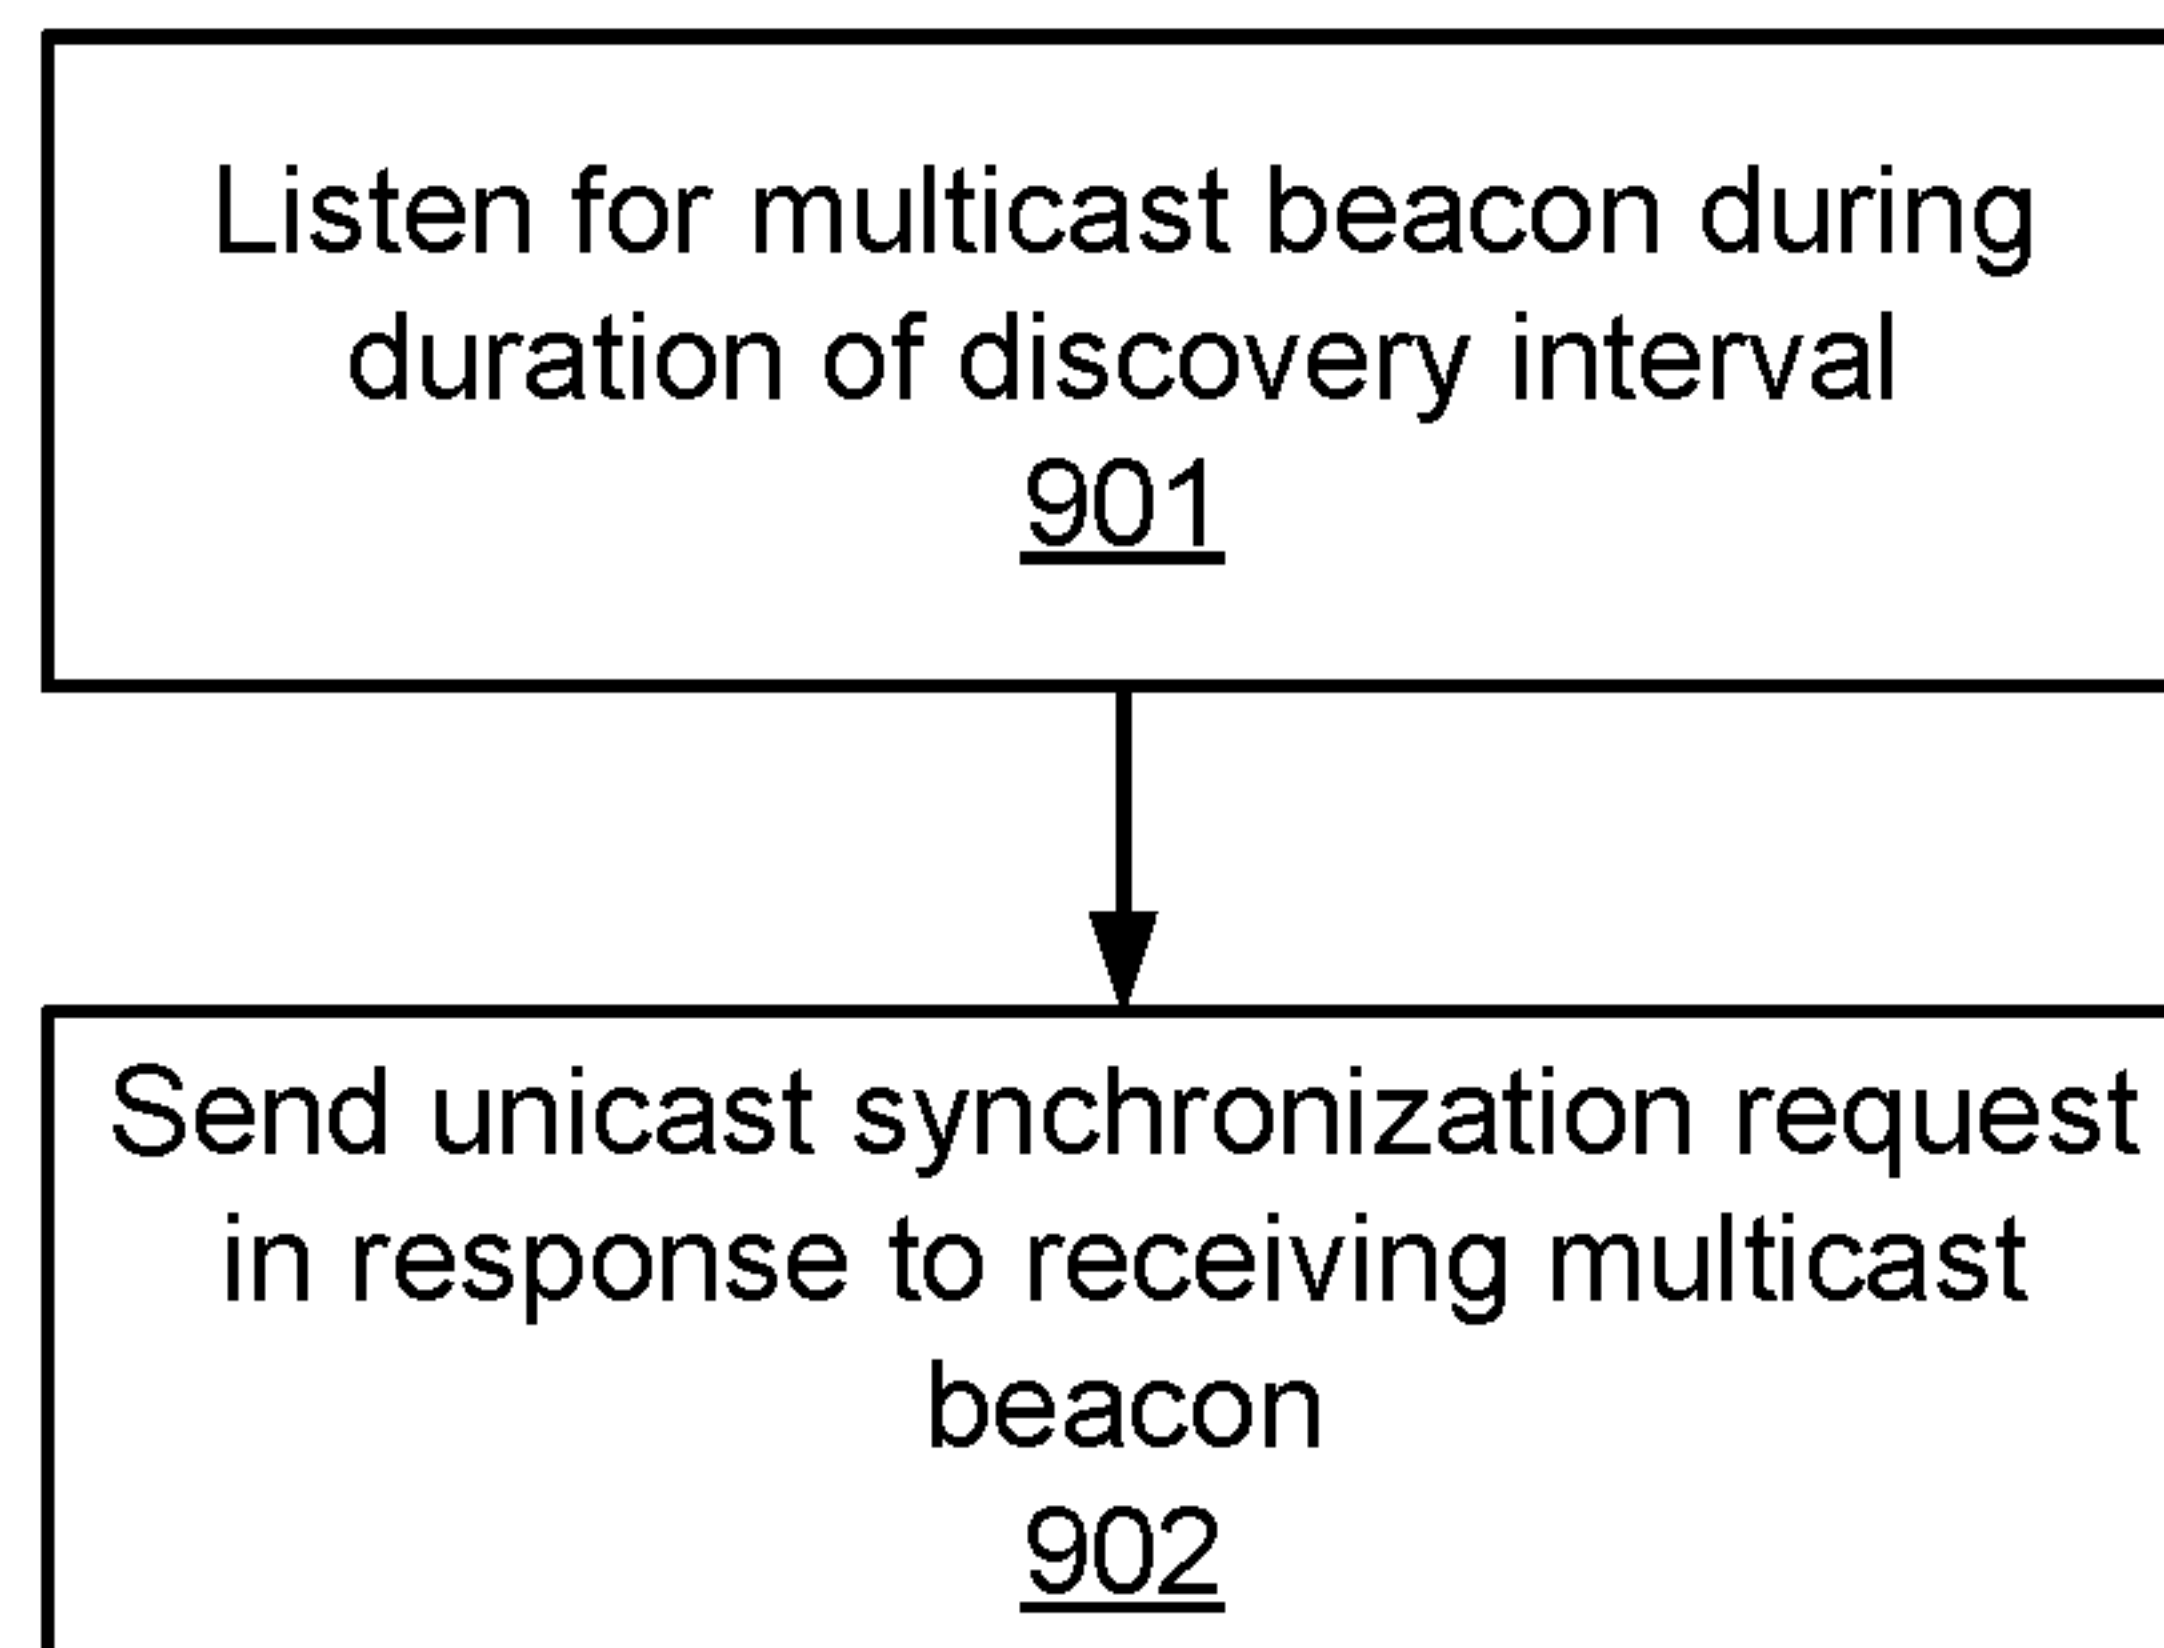 Listen for multicast beacon during
duration of discovery interval
901
Send unicast synchronization request
in response to receiving multicast
beacon
902